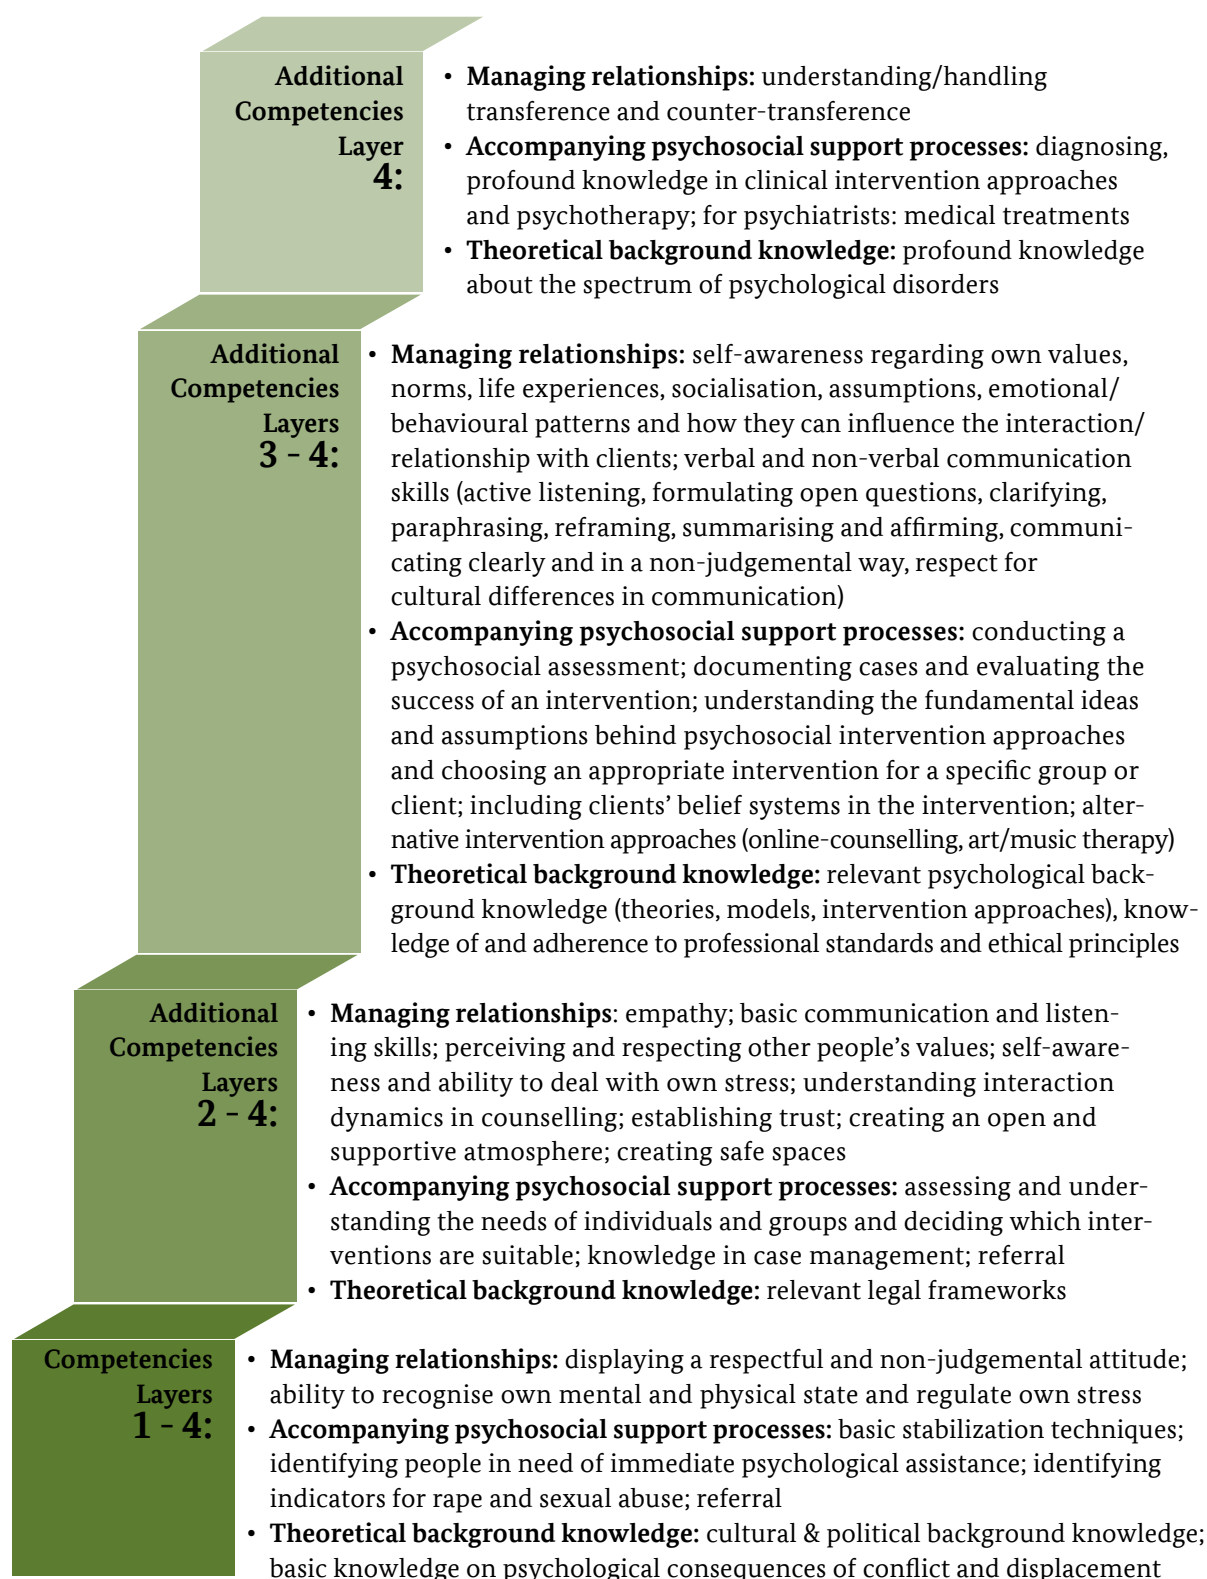 Additional
Competencies
Layer
4:
• Managing relationships: understanding/handling
transference and counter-transference
• Accompanying psychosocial support processes: diagnosing,
profound knowledge in clinical intervention approaches
and psychotherapy; for psychiatrists: medical treatments
• Theoretical background knowledge: profound knowledge
about the spectrum of psychological disorders
Additional
Competencies
Layers
3 - 4:
• Managing relationships: self-awareness regarding own values,
norms, life experiences, socialisation, assumptions, emotional/
behavioural patterns and how they can influence the interaction/
relationship with clients; verbal and non-verbal communication
skills (active listening, formulating open questions, clarifying,
paraphrasing, reframing, summarising and affirming, communi-
cating clearly and in a non-judgemental way, respect for
cultural differences in communication)
• Accompanying psychosocial support processes: conducting a
psychosocial assessment; documenting cases and evaluating the
success of an intervention; understanding the fundamental ideas
and assumptions behind psychosocial intervention approaches
and choosing an appropriate intervention for a specific group or
client; including clients’ belief systems in the intervention; alter-
native intervention approaches (online-counselling, art/music therapy)
• Theoretical background knowledge: relevant psychological back-
ground knowledge (theories, models, intervention approaches), know-
ledge of and adherence to professional standards and ethical principles
Additional
Competencies
Layers
2 - 4:
• Managing relationships: empathy; basic communication and listen-
ing skills; perceiving and respecting other people’s values; self-aware-
ness and ability to deal with own stress; understanding interaction
dynamics in counselling; establishing trust; creating an open and
supportive atmosphere; creating safe spaces
• Accompanying psychosocial support processes: assessing and under-
standing the needs of individuals and groups and deciding which inter-
ventions are suitable; knowledge in case management; referral
• Theoretical background knowledge: relevant legal frameworks
Competencies
Layers
1 - 4:
• Managing relationships: displaying a respectful and non-judgemental attitude;
ability to recognise own mental and physical state and regulate own stress
• Accompanying psychosocial support processes: basic stabilization techniques;
identifying people in need of immediate psychological assistance; identifying
indicators for rape and sexual abuse; referral
• Theoretical background knowledge: cultural & political background knowledge;
basic knowledge on psychological consequences of conflict and displacement